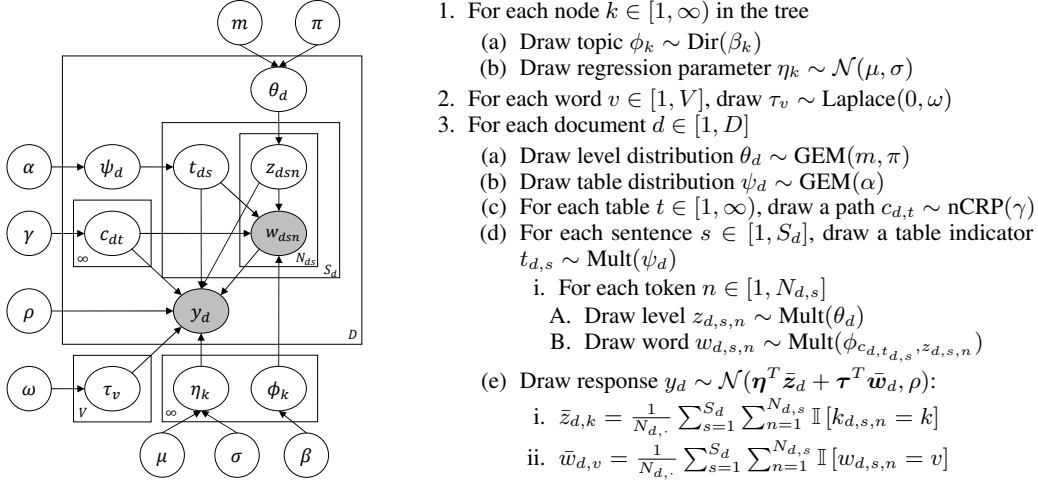 m π
θ_d
α ψ_d t_ds z_dsn
γ c_dt w_dsn
∞ N_ds
S_d
ρ y_d
D
ω τ_v η_k ϕ_k
V ∞
μ σ β
1. For each node k ∈ [1, ∞) in the tree
(a) Draw topic ϕ_k ∼ Dir(β_k)
(b) Draw regression parameter η_k ∼ 𝒩(μ, σ)
2. For each word v ∈ [1, V], draw τ_v ∼ Laplace(0, ω)
3. For each document d ∈ [1, D]
(a) Draw level distribution θ_d ∼ GEM(m, π)
(b) Draw table distribution ψ_d ∼ GEM(α)
(c) For each table t ∈ [1, ∞), draw a path c_{d,t} ∼ nCRP(γ)
(d) For each sentence s ∈ [1, S_d], draw a table indicator
t_{d,s} ∼ Mult(ψ_d)
i. For each token n ∈ [1, N_{d,s}]
A. Draw level z_{d,s,n} ∼ Mult(θ_d)
B. Draw word w_{d,s,n} ∼ Mult(ϕ_{c_{d,t_{d,s}}, z_{d,s,n}})
(e) Draw response y_d ∼ 𝒩(η^T z̄_d + τ^T w̄_d, ρ):
i. z̄_{d,k} = 1/N_{d,·} ∑_{s=1}^{S_d} ∑_{n=1}^{N_{d,s}} 𝕀 [k_{d,s,n} = k]
ii. w̄_{d,v} = 1/N_{d,·} ∑_{s=1}^{S_d} ∑_{n=1}^{N_{d,s}} 𝕀 [w_{d,s,n} = v]